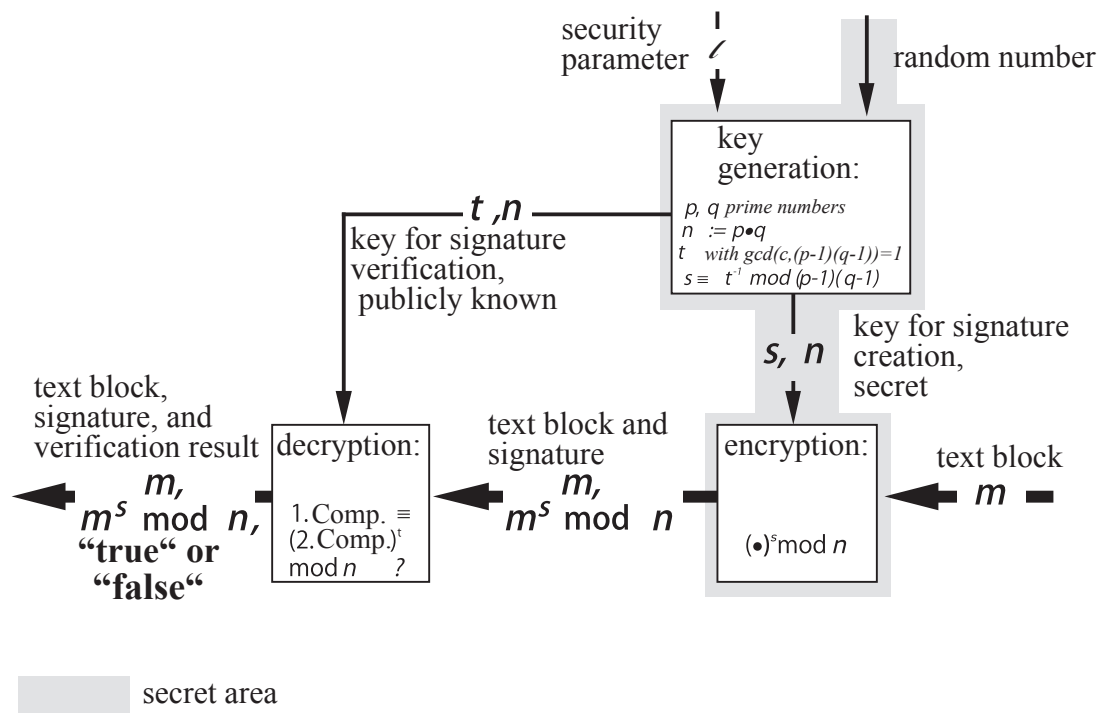 security
parameter ℓ
random number
key
generation:
p, q prime numbers
n := p•q
t with gcd(c,(p-1)(q-1))=1
s ≡ t⁻¹ mod (p-1)(q-1)
t ,n
key for signature
verification,
publicly known
s, n
key for signature
creation,
secret
text block,
signature, and
verification result
m,
mˢ mod n,
“true“ or
“false“
decryption:
1.Comp. ≡
(2.Comp.)ᵗ
mod n ?
text block and
signature
m,
mˢ mod n
encryption:
(•)ˢmod n
text block
m
secret area